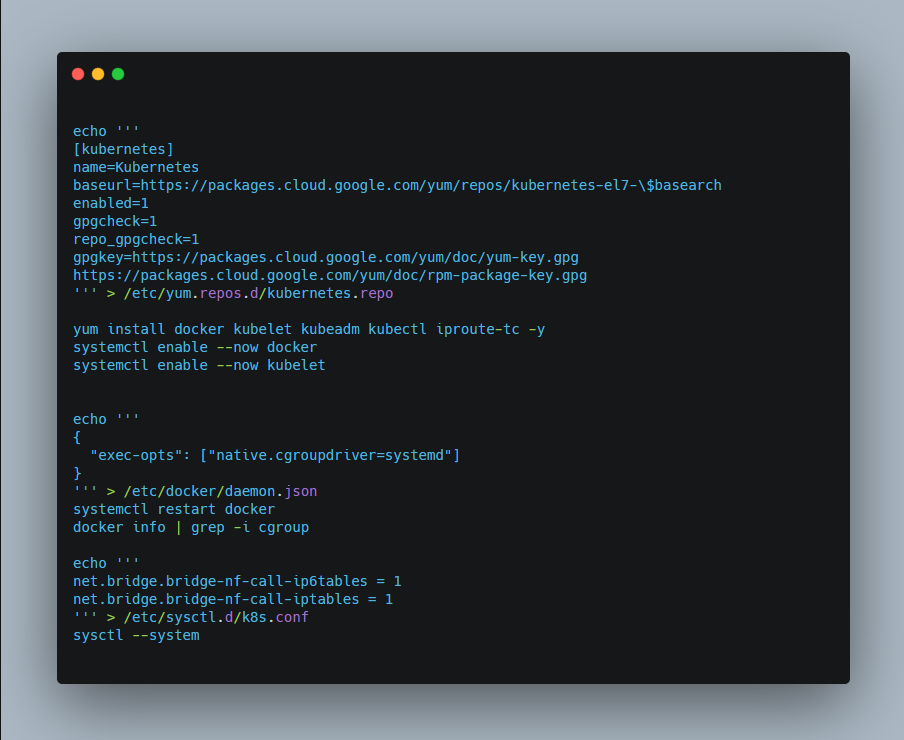 echo '''
[kubernetes]
name=Kubernetes
baseurl=https://packages.cloud.google.com/yum/repos/kubernetes-el7-\$basearch
enabled=1
gpgcheck=1
repo_gpgcheck=1
gpgkey=https://packages.cloud.google.com/yum/doc/yum-key.gpg
https://packages.cloud.google.com/yum/doc/rpm-package-key.gpg
''' > /etc/yum.repos.d/kubernetes.repo
yum install docker kubelet kubeadm kubectl iproute-tc -y
systemctl enable --now docker
systemctl enable --now kubelet
echo '''
{
  "exec-opts": ["native.cgroupdriver=systemd"]
}
''' > /etc/docker/daemon.json
systemctl restart docker
docker info | grep -i cgroup
echo '''
net.bridge.bridge-nf-call-ip6tables = 1
net.bridge.bridge-nf-call-iptables = 1
''' > /etc/sysctl.d/k8s.conf
sysctl --system